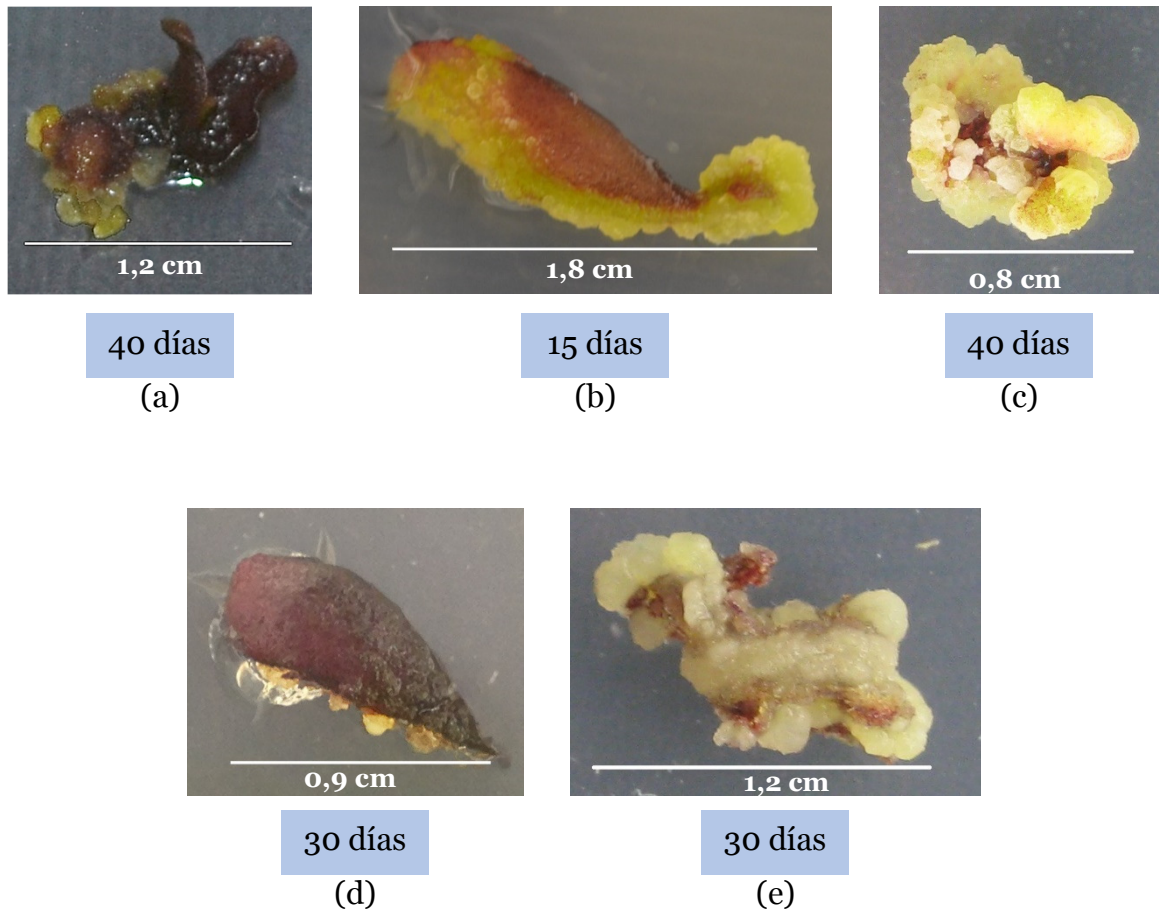 1,2 cm
1,8 cm
0,8 cm
40 días
15 días
40 días
(a)
(b)
(c)
0,9 cm
1,2 cm
30 días
30 días
(d)
(e)